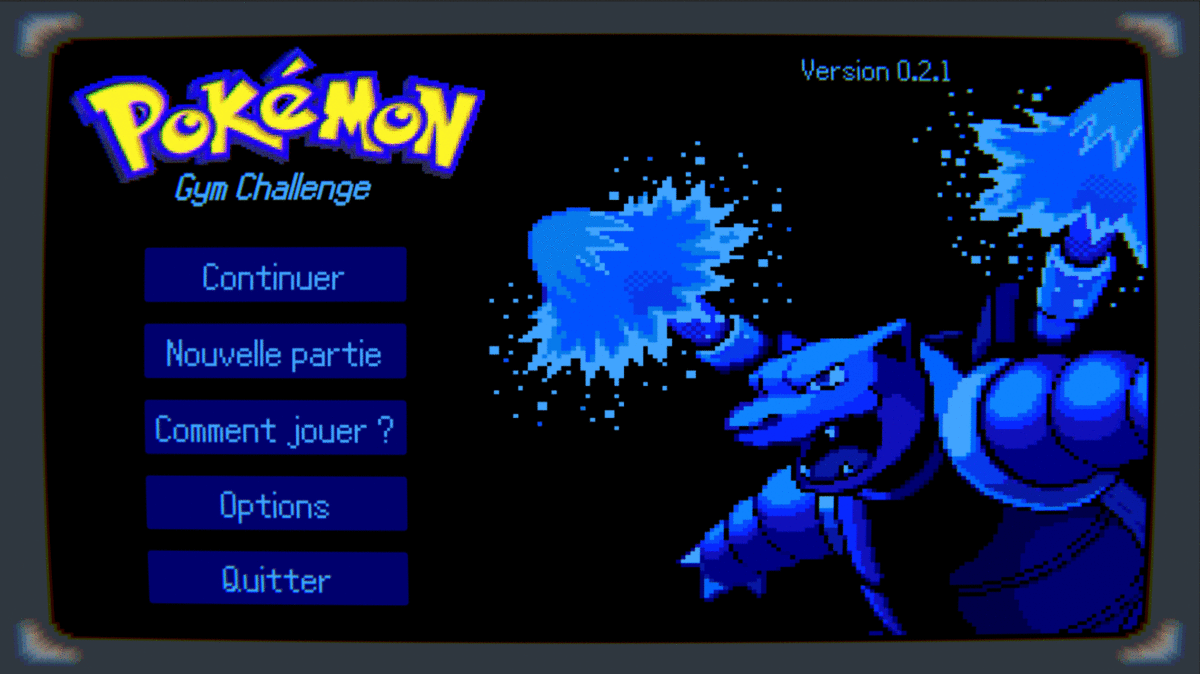 POKÉMON
Gym Challenge
Version 0.2.1
Continuer
Nouvelle partie
Comment jouer ?
Options
Quitter